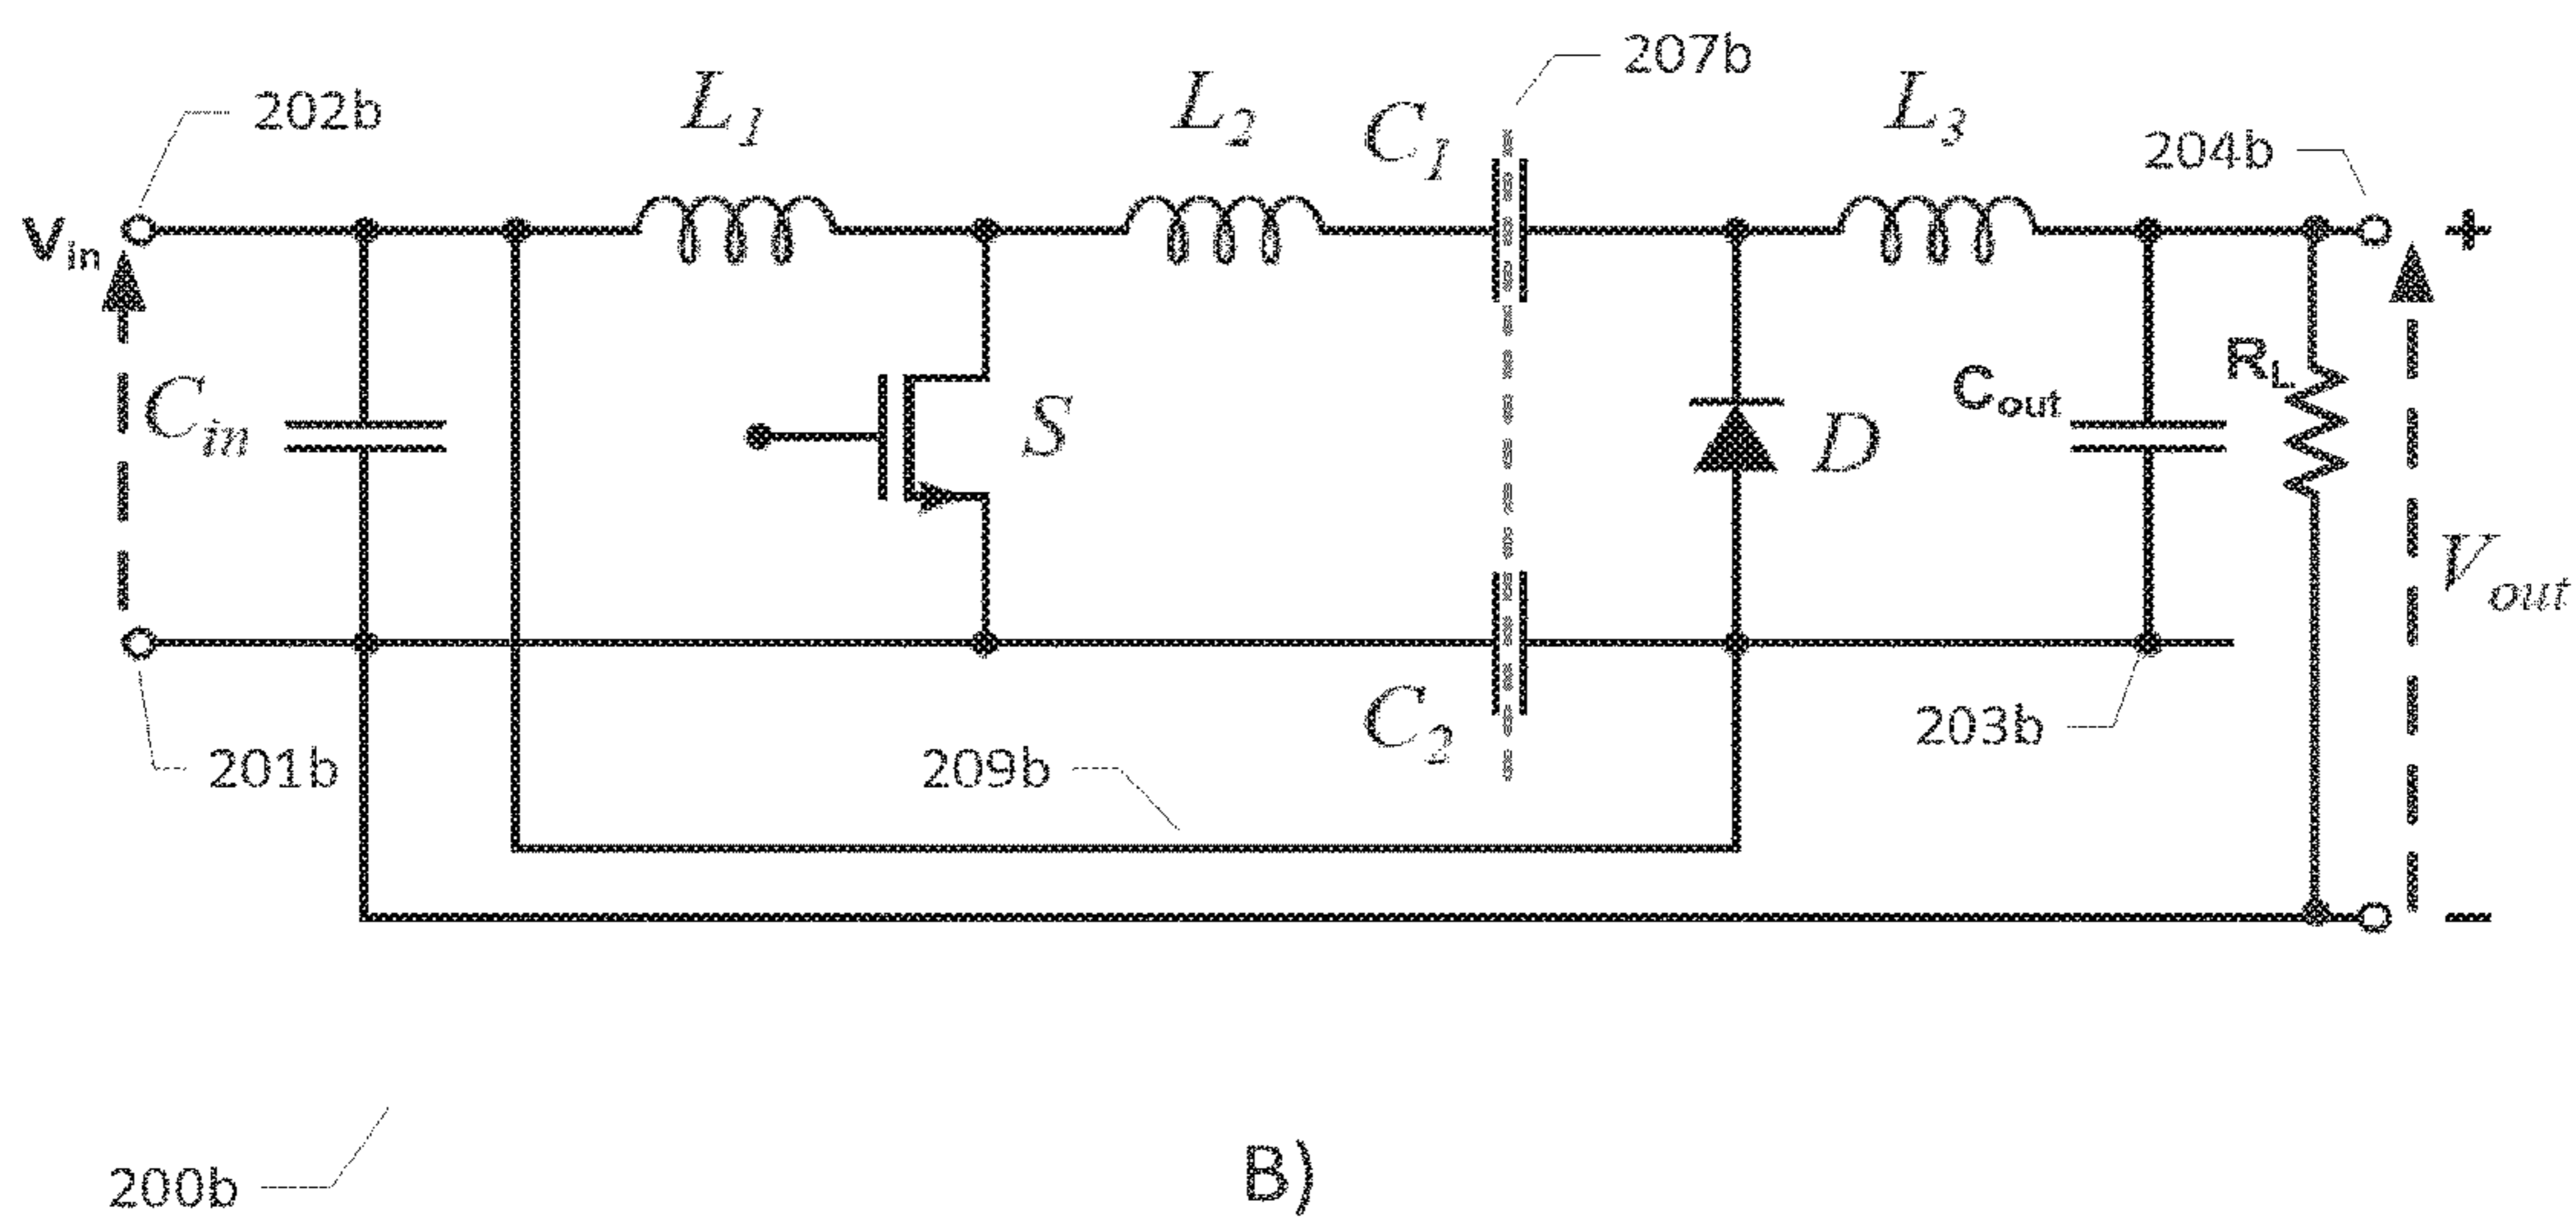 207b
L1 L2 C1 L3
202b
204b
Vin
+
Cin
S
D
Cout
RL
Vout
C2
201b
209b
203b
−
200b
B)